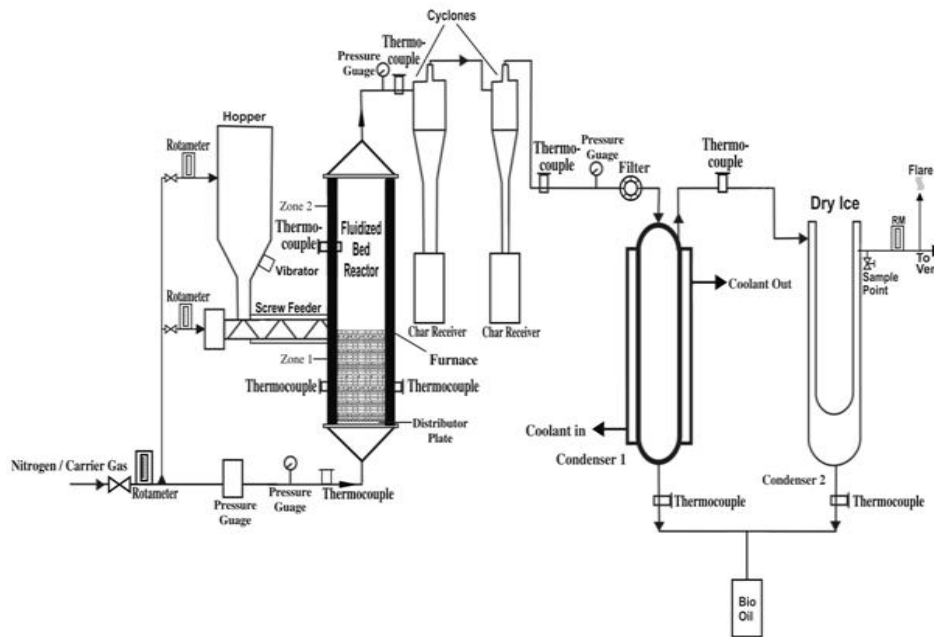 Cyclones
Thermo-
couple
Pressure
Guage
Hopper
Rotameter
Zone 2
Thermo-
couple
Fluidized
Bed
Reactor
Vibrator
Rotameter
Screw Feeder
Zone 1
Thermocouple
Thermocouple
Furnace
Distributor
Plate
Char Receiver
Char Receiver
Nitrogen / Carrier Gas
Rotameter
Pressure
Guage
Pressure
Guage
Thermocouple
Thermo-
couple
Pressure
Guage
Filter
Thermo-
couple
Dry Ice
Flare
RM
To
Ven
Sample
Point
Coolant Out
Coolant in
Condenser 1
Condenser 2
Thermocouple
Thermocouple
Bio
Oil